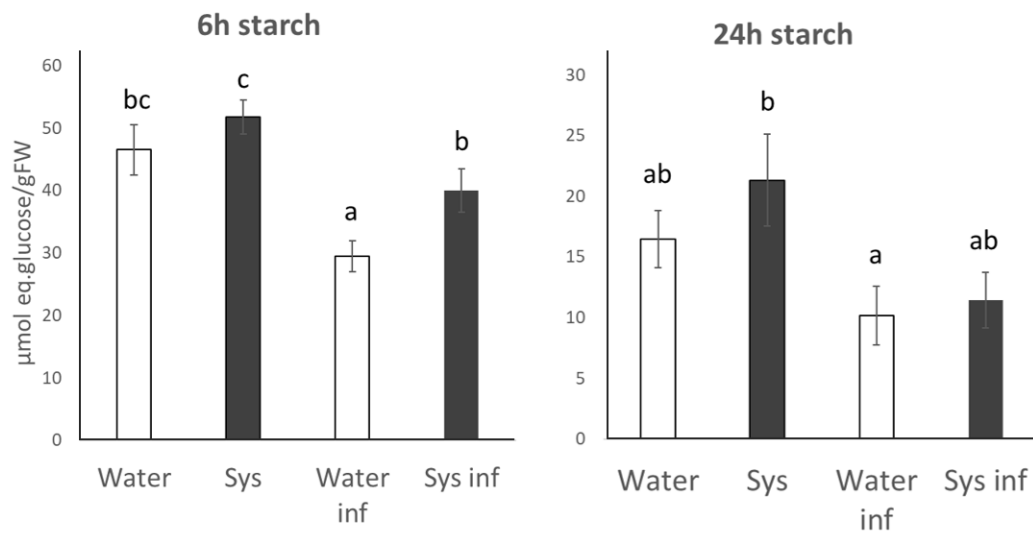 6h starch
µmol eq.glucose/gFW
60
50
40
30
20
10
0
bc
c
a
b
Water
Sys
Water
inf
Sys inf
24h starch
30
25
20
15
10
5
0
ab
b
a
ab
Water
Sys
Water
inf
Sys inf